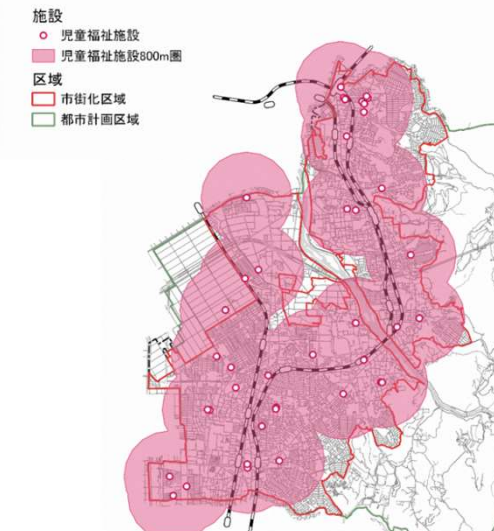 施設
児童福祉施設
児童福祉施設800m圏
区域
市街化区域
都市計画区域